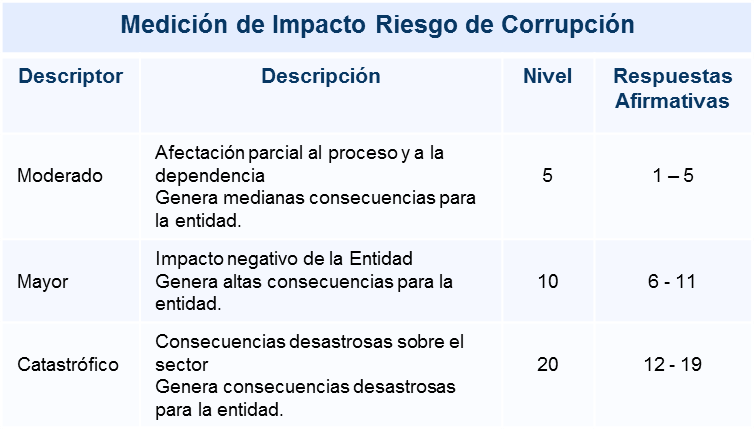 Medición de Impacto Riesgo de Corrupción
Descriptor Descripción Nivel Respuestas
Afirmativas
Moderado
Afectación parcial al proceso y a la
dependencia
Genera medianas consecuencias para
la entidad.
5
1 – 5
Mayor
Impacto negativo de la Entidad
Genera altas consecuencias para la
entidad.
10
6 - 11
Catastrófico
Consecuencias desastrosas sobre el
sector
Genera consecuencias desastrosas
para la entidad.
20
12 - 19